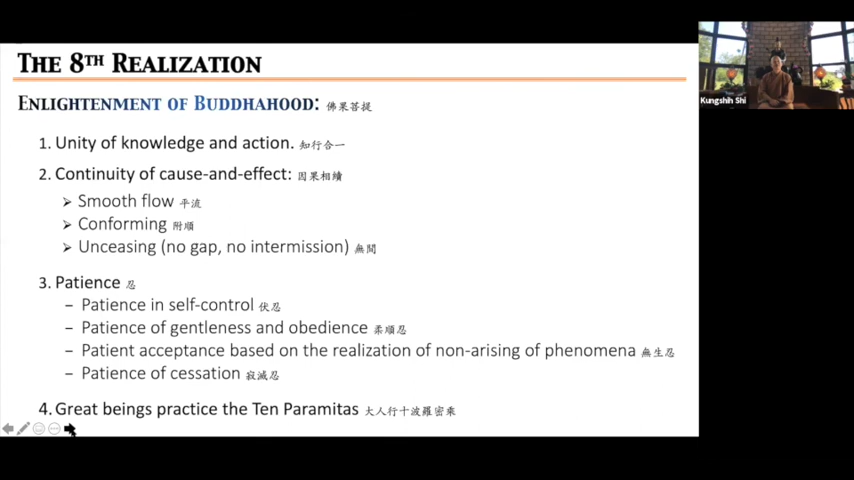 THE 8TH REALIZATION
ENLIGHTENMENT OF BUDDHAHOOD: 佛果菩提
1. Unity of knowledge and action. 知行合一
2. Continuity of cause-and-effect: 因果相續
➢ Smooth flow 平流
➢ Conforming 附順
➢ Unceasing (no gap, no intermission) 無間
3. Patience 忍
− Patience in self-control 伏忍
− Patience of gentleness and obedience 柔順忍
− Patient acceptance based on the realization of non-arising of phenomena 無生忍
− Patience of cessation 寂滅忍
4. Great beings practice the Ten Paramitas 大人行十波羅密乘
Kungshih Shi